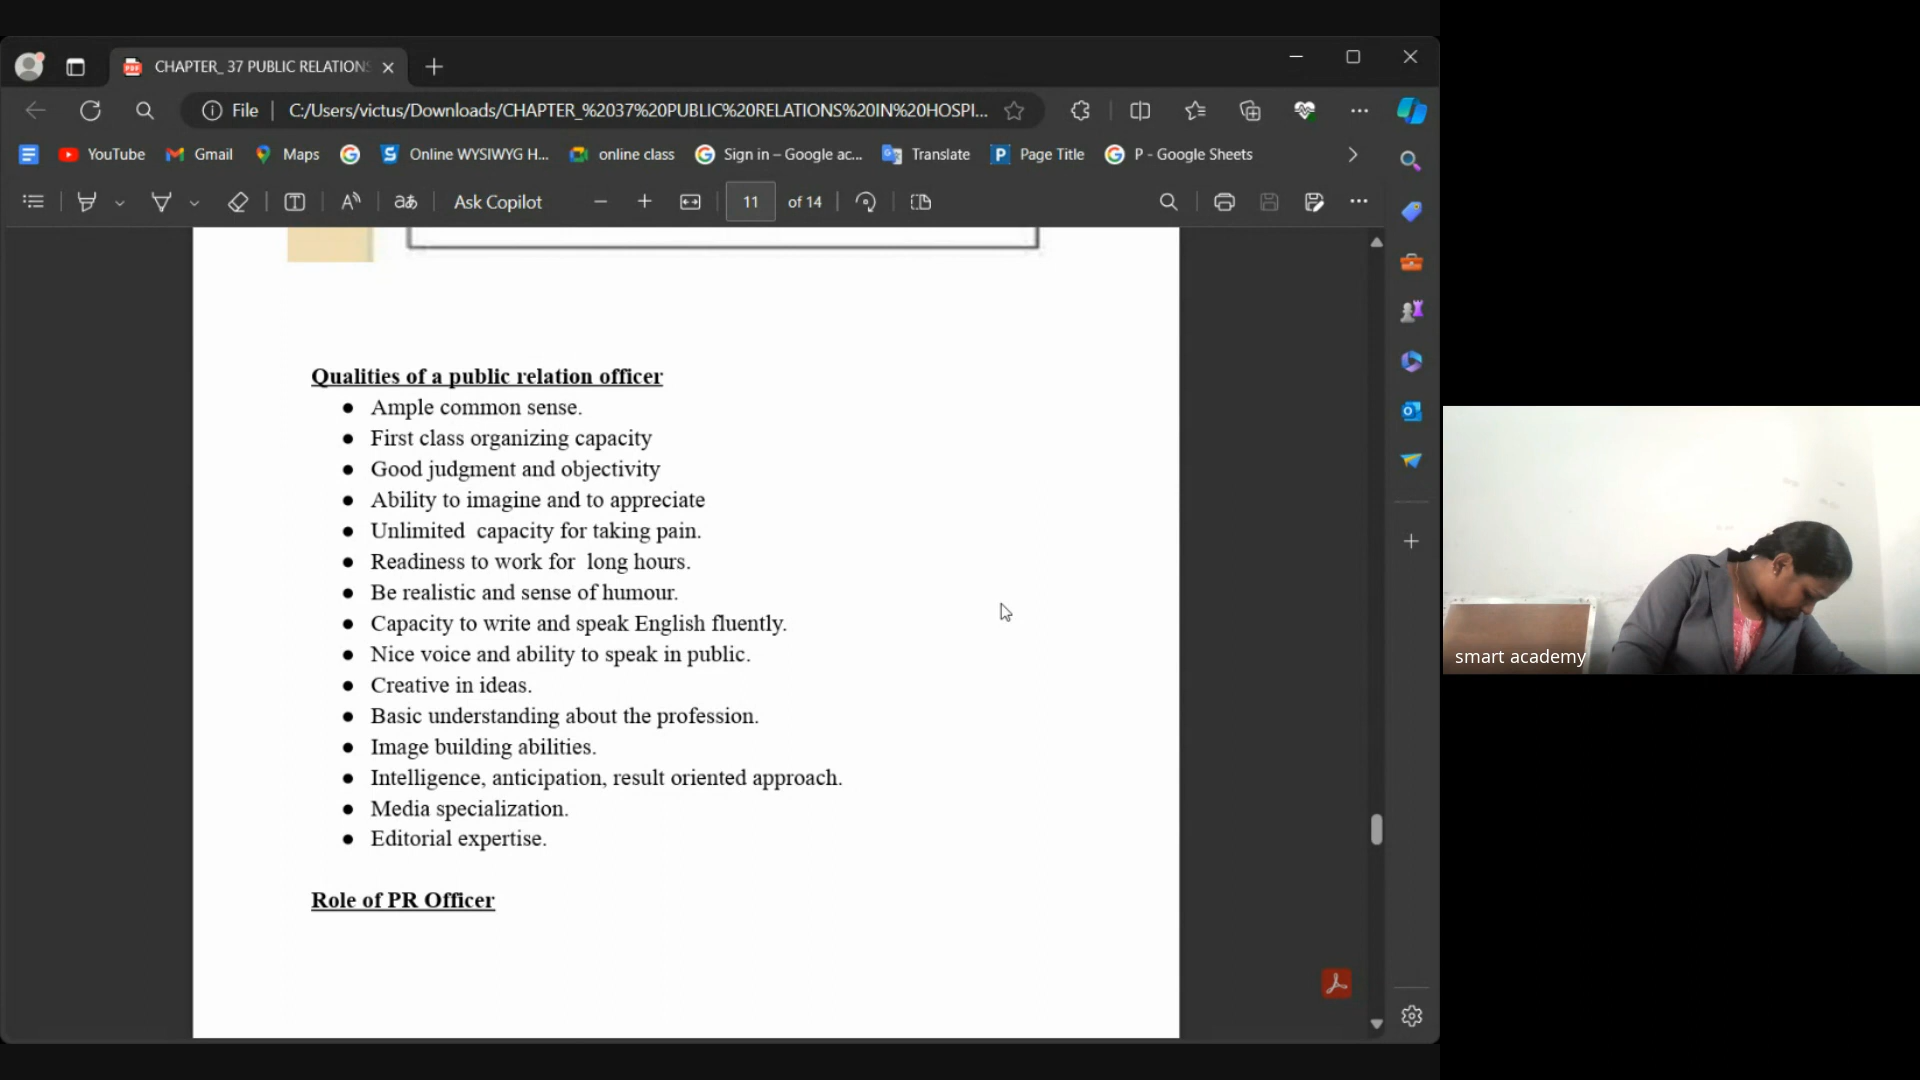 CHAPTER_ 37 PUBLIC RELATIONS
File
C:/Users/victus/Downloads/CHAPTER_%2037%20PUBLIC%20RELATIONS%20IN%20HOSPI...
YouTube
Gmail
Maps
Online WYSIWYG H...
online class
Sign in – Google ac...
Translate
Page Title
P - Google Sheets
Ask Copilot
11 of 14
Qualities of a public relation officer
● Ample common sense.
● First class organizing capacity
● Good judgment and objectivity
● Ability to imagine and to appreciate
● Unlimited capacity for taking pain.
● Readiness to work for long hours.
● Be realistic and sense of humour.
● Capacity to write and speak English fluently.
● Nice voice and ability to speak in public.
● Creative in ideas.
● Basic understanding about the profession.
● Image building abilities.
● Intelligence, anticipation, result oriented approach.
● Media specialization.
● Editorial expertise.
Role of PR Officer
smart academy